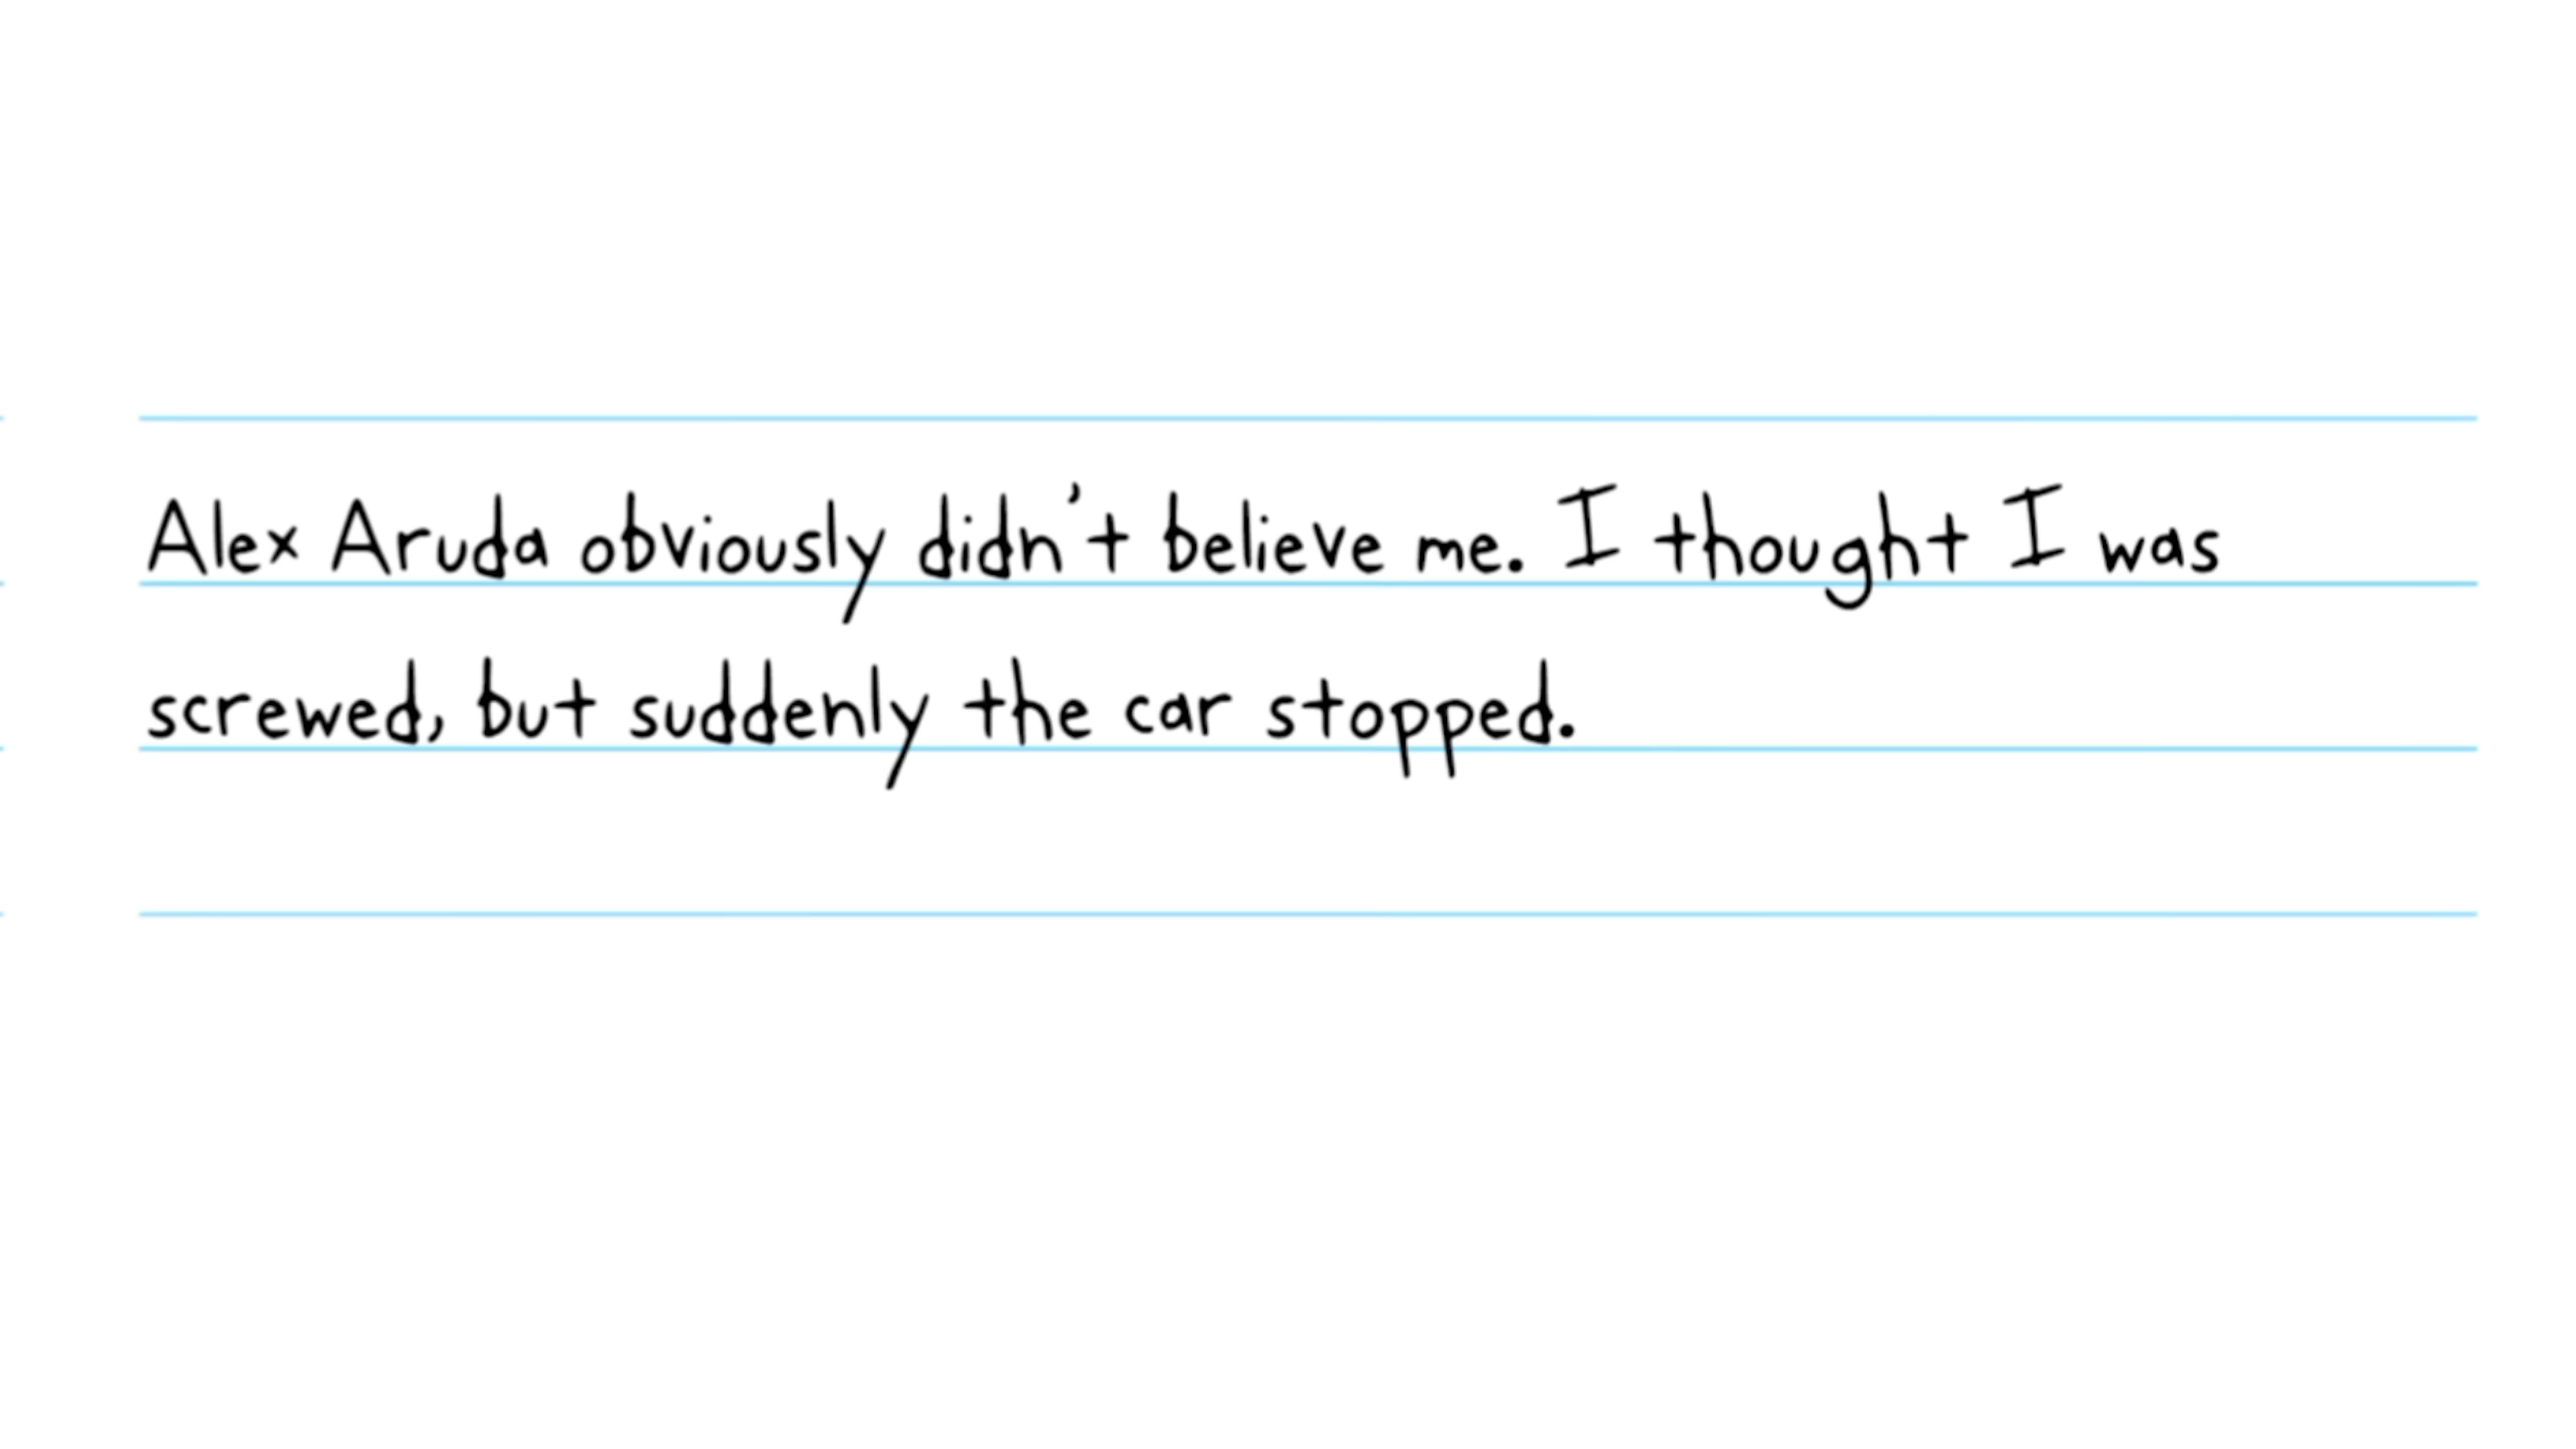 Alex Aruda obviously didn't believe me. I thought I was
screwed, but suddenly the car stopped.